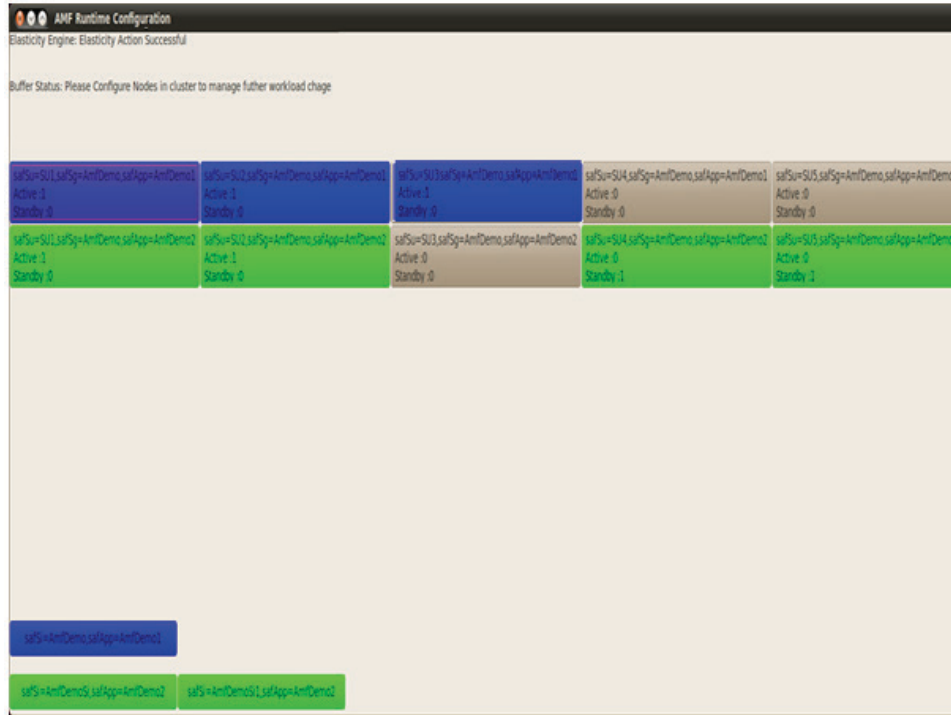 AMF Runtime Configuration
Elasticity Engine: Elasticity Action Successful
Buffer Status: Please Configure Nodes in cluster to manage futher workload chage
safSu=SU1,safSg=AmfDemo,safApp=AmfDemo1
Active :1
Standby :0
safSu=SU2,safSg=AmfDemo,safApp=AmfDemo1
Active :1
Standby :0
safSu=SU3safSg=AmfDemo,safApp=AmfDemo1
Active :1
Standby :0
safSu=SU4,safSg=AmfDemo,safApp=AmfDemo1
Active :0
Standby :0
safSu=SU5,safSg=AmfDemo,safApp=AmfDemo
Active :0
Standby :0
safSu=SU1,safSg=AmfDemo,safApp=AmfDemo2
Active :1
Standby :0
safSu=SU2,safSg=AmfDemo,safApp=AmfDemo2
Active :1
Standby :0
safSu=SU3,safSg=AmfDemo,safApp=AmfDemo2
Active :0
Standby :0
safSu=SU4,safSg=AmfDemo,safApp=AmfDemo2
Active :0
Standby :1
safSu=SU5,safSg=AmfDemo,safApp=AmfDemo
Active :0
Standby :1
safSi=AmfDemo,safApp=AmfDemo1
safSi=AmfDemoSi,safApp=AmfDemo2
safSi=AmfDemoSi1,safApp=AmfDemo2